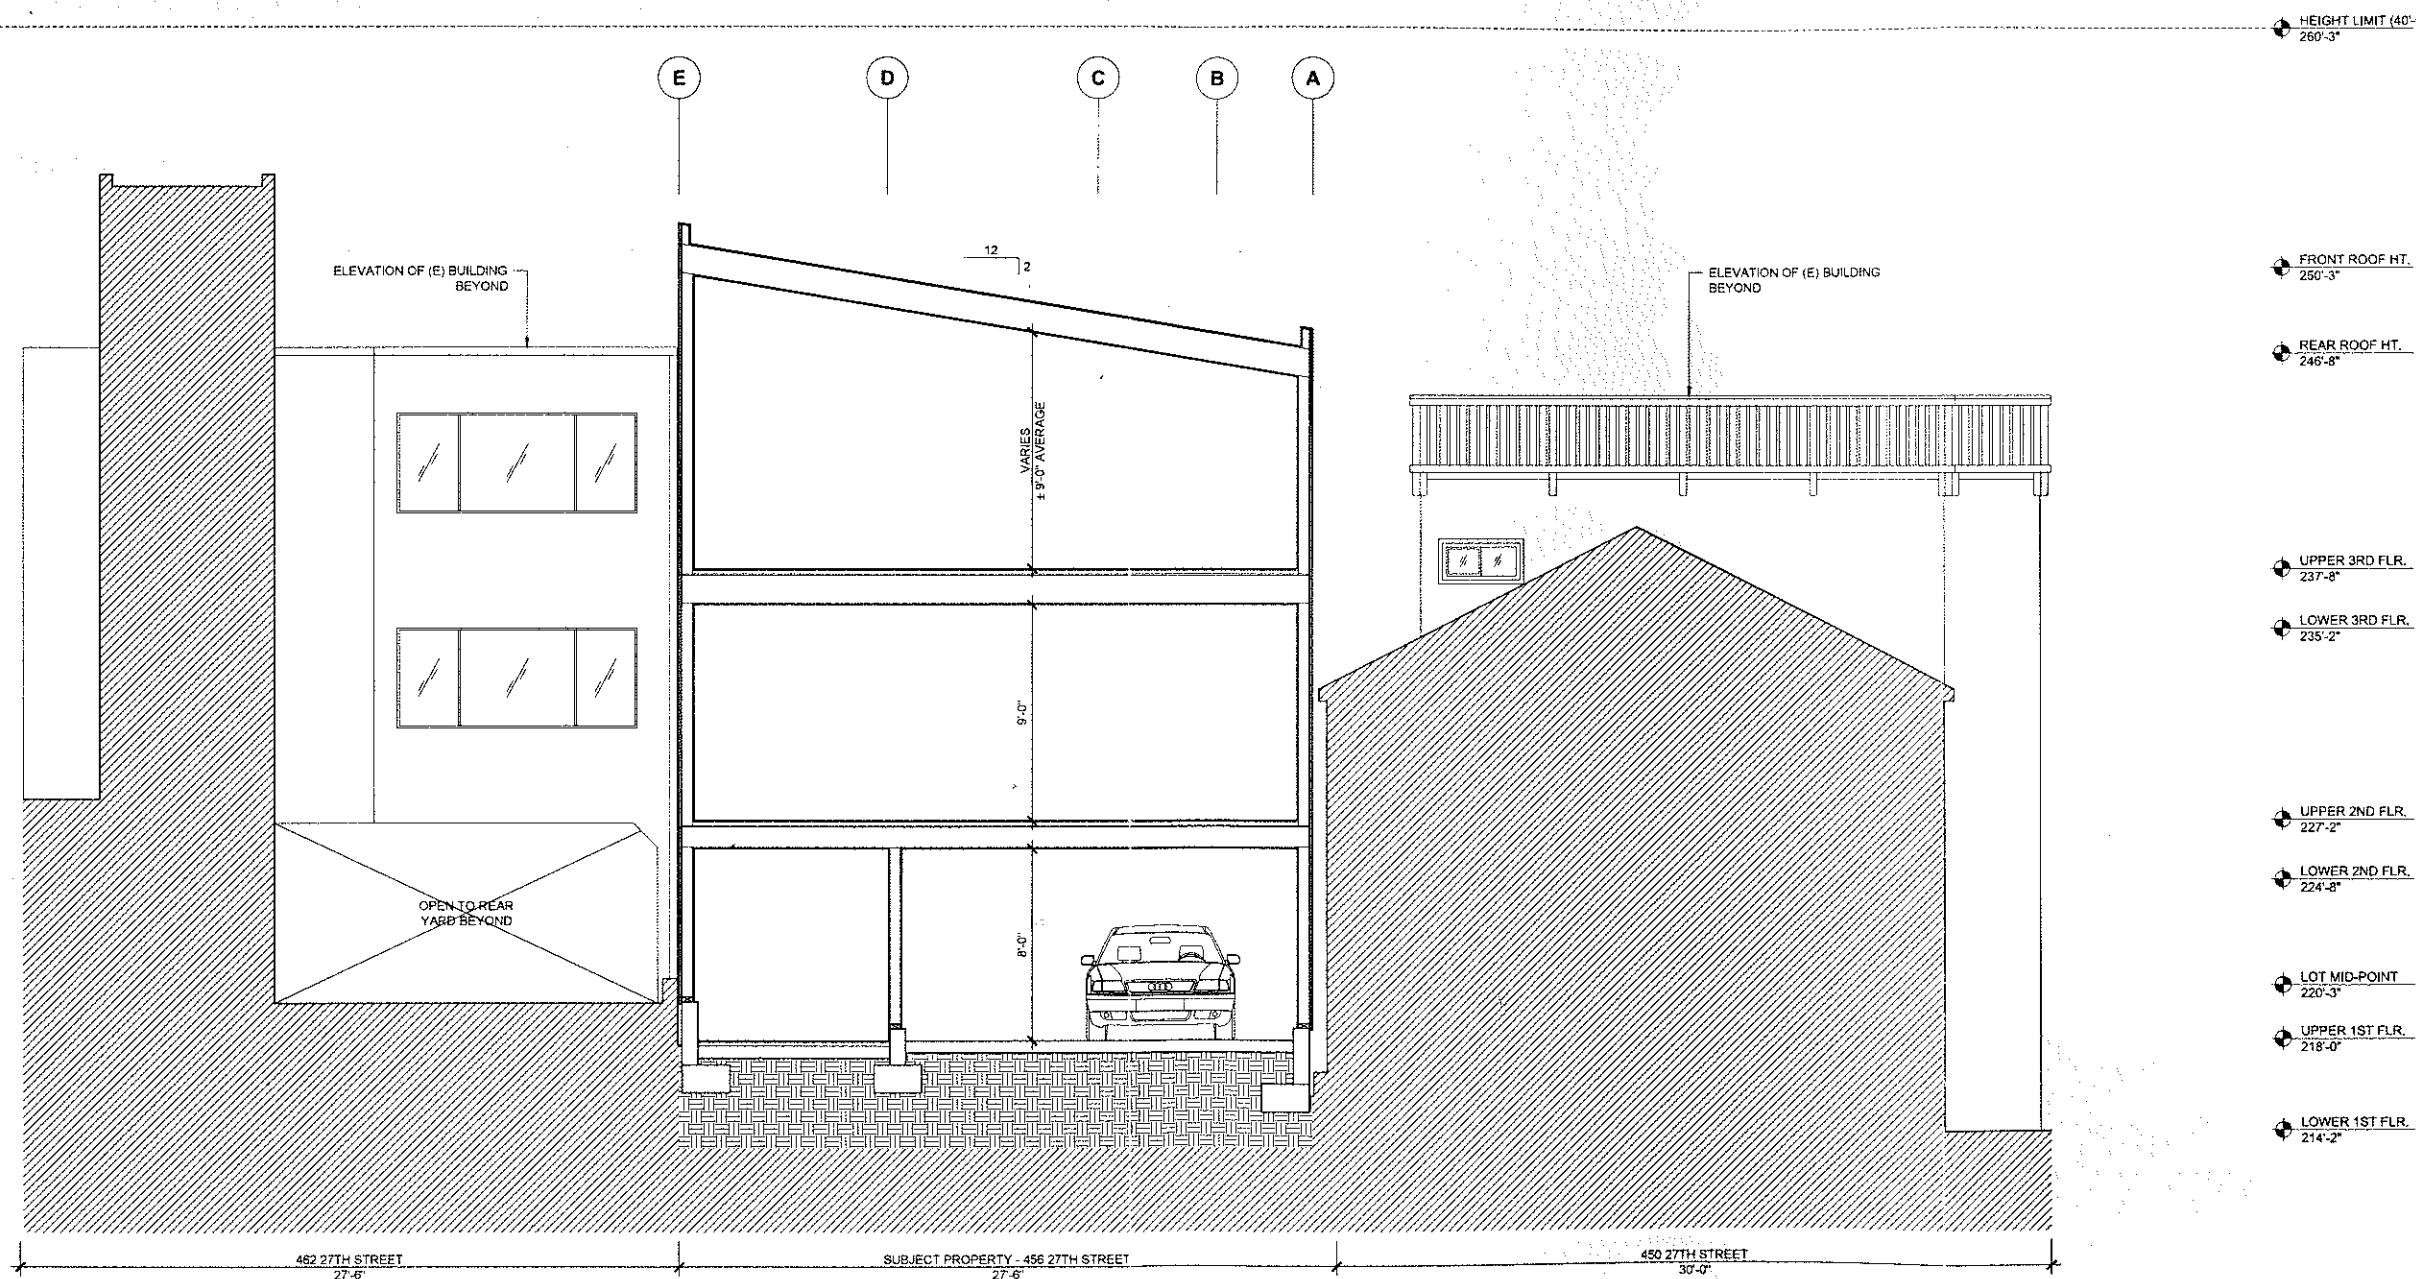 HEIGHT LIMIT (40'-
260'-3"
E
D
C
B
A
12
2
ELEVATION OF (E) BUILDING
BEYOND
ELEVATION OF (E) BUILDING
BEYOND
FRONT ROOF HT.
250'-3"
REAR ROOF HT.
246'-8"
VARIES
± 9'-0" AVERAGE
UPPER 3RD FLR.
237'-8"
LOWER 3RD FLR.
235'-2"
9'-0"
UPPER 2ND FLR.
227'-2"
LOWER 2ND FLR.
224'-8"
OPEN TO REAR
YARD BEYOND
8'-0"
LOT MID-POINT
220'-3"
UPPER 1ST FLR.
218'-0"
LOWER 1ST FLR.
214'-2"
462 27TH STREET
27'-6"
SUBJECT PROPERTY - 456 27TH STREET
27'-6"
450 27TH STREET
30'-0"